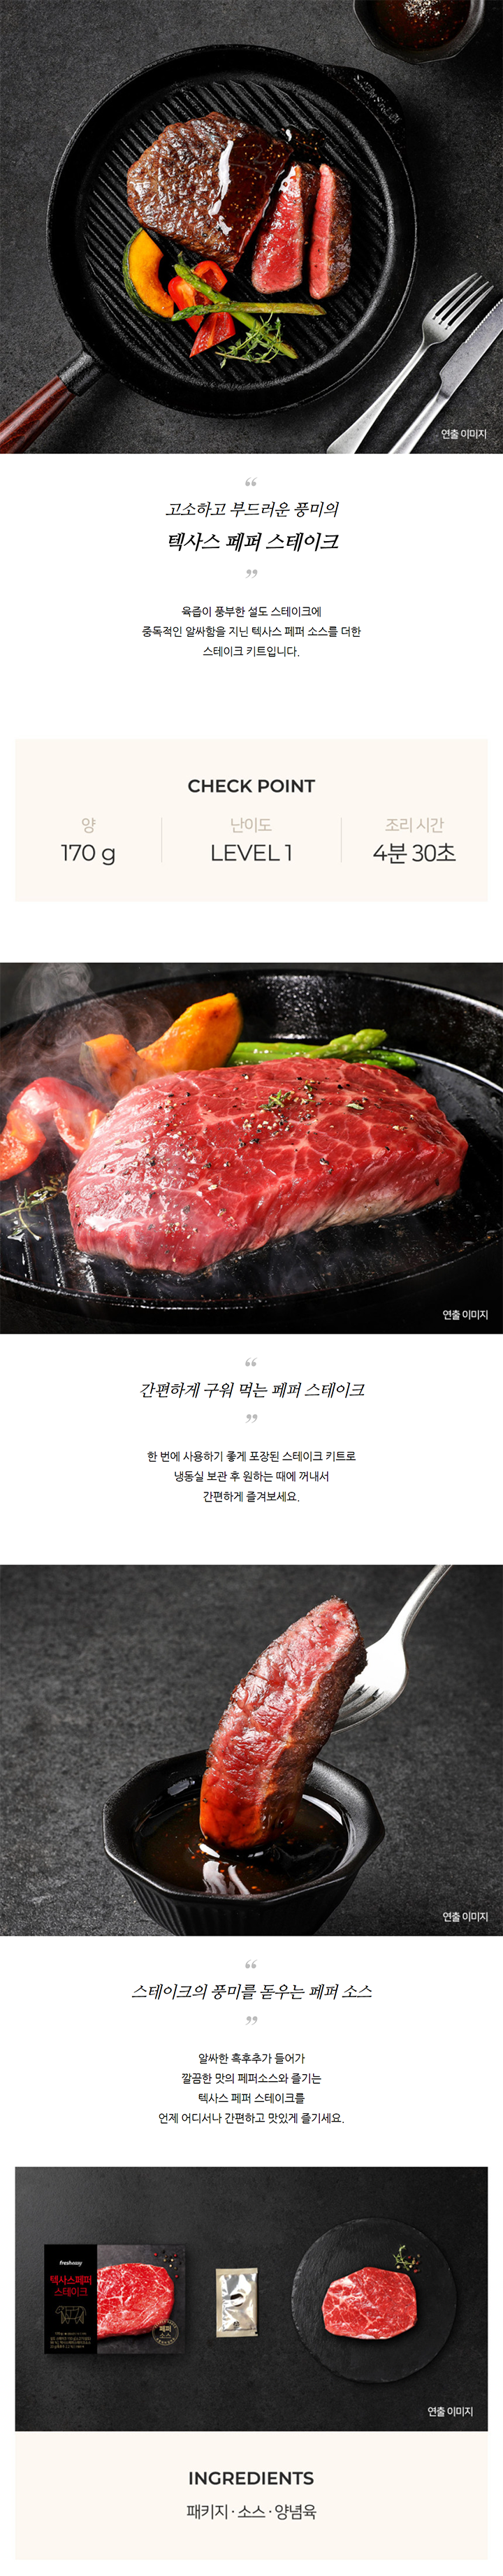 연출 이미지
“
고소하고 부드러운 풍미의
텍사스 페퍼 스테이크
”
육즙이 풍부한 설도 스테이크에
중독적인 알싸함을 지닌 텍사스 페퍼 소스를 더한
스테이크 키트입니다.
CHECK POINT
양
170 g
난이도
LEVEL 1
조리 시간
4분 30초
연출 이미지
“
간편하게 구워 먹는 페퍼 스테이크
”
한 번에 사용하기 좋게 포장된 스테이크 키트로
냉동실 보관 후 원하는 때에 꺼내서
간편하게 즐겨보세요.
연출 이미지
“
스테이크의 풍미를 돋우는 페퍼 소스
”
알싸한 흑후추가 들어가
깔끔한 맛의 페퍼소스와 즐기는
텍사스 페퍼 스테이크를
언제 어디서나 간편하고 맛있게 즐기세요.
fresheasy
텍사스페퍼
스테이크
페퍼
소스
연출 이미지
INGREDIENTS
패키지 · 소스 · 양념육